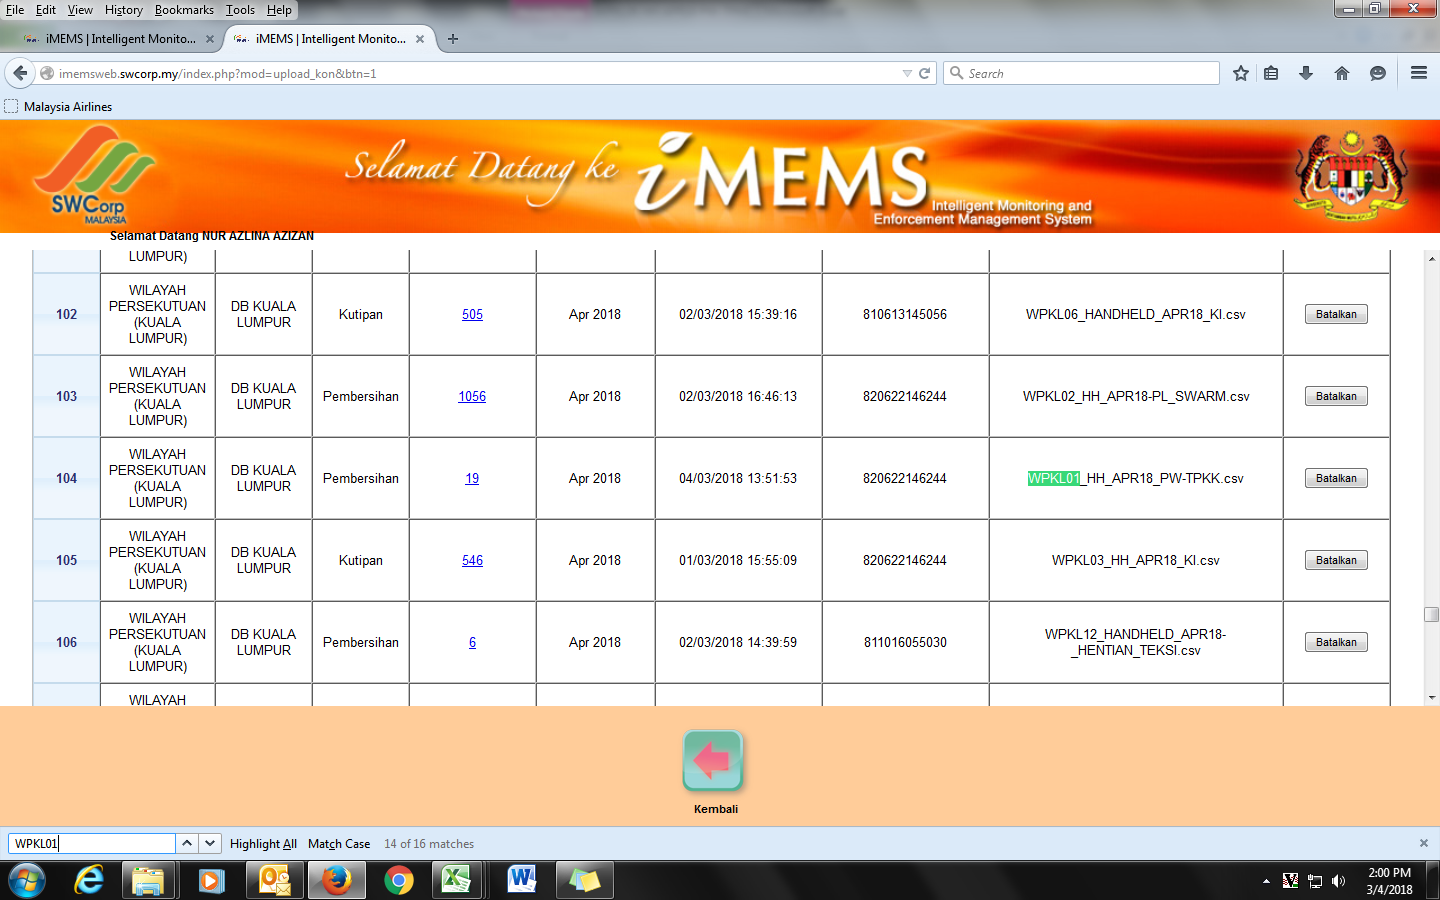 File Edit View History Bookmarks Tools Help
iMEMS | Intelligent Monito... × iMEMS | Intelligent Monito... × +
imemsweb.swcorp.my/index.php?mod=upload_kon&btn=1 Search
Malaysia Airlines
SWCorp
MALAYSIA
Selamat Datang ke iMEMS
Intelligent Monitoring and
Enforcement Management System
Selamat Datang NUR AZLINA AZIZAN
LUMPUR)
102 WILAYAH PERSEKUTUAN (KUALA LUMPUR) DB KUALA LUMPUR Kutipan 505 Apr 2018 02/03/2018 15:39:16 810613145056 WPKL06_HANDHELD_APR18_KI.csv Batalkan
103 WILAYAH PERSEKUTUAN (KUALA LUMPUR) DB KUALA LUMPUR Pembersihan 1056 Apr 2018 02/03/2018 16:46:13 820622146244 WPKL02_HH_APR18-PL_SWARM.csv Batalkan
104 WILAYAH PERSEKUTUAN (KUALA LUMPUR) DB KUALA LUMPUR Pembersihan 19 Apr 2018 04/03/2018 13:51:53 820622146244 WPKL01_HH_APR18_PW-TPKK.csv Batalkan
105 WILAYAH PERSEKUTUAN (KUALA LUMPUR) DB KUALA LUMPUR Kutipan 546 Apr 2018 01/03/2018 15:55:09 820622146244 WPKL03_HH_APR18_KI.csv Batalkan
106 WILAYAH PERSEKUTUAN (KUALA LUMPUR) DB KUALA LUMPUR Pembersihan 6 Apr 2018 02/03/2018 14:39:59 811016055030 WPKL12_HANDHELD_APR18-_HENTIAN_TEKSI.csv Batalkan
WILAYAH
Kembali
WPKL01 Highlight All Match Case 14 of 16 matches
2:00 PM
3/4/2018